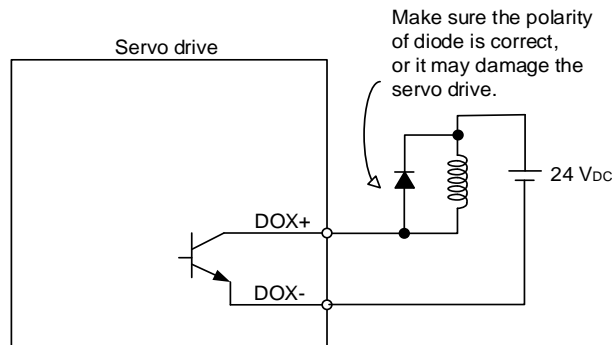 Make sure the polarity
of diode is correct,
or it may damage the
servo drive.
Servo drive
24 VDC
DOX+
DOX-